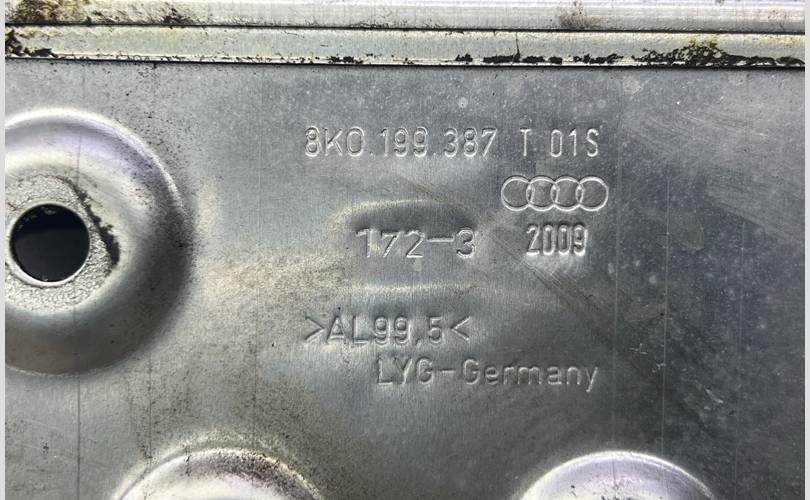 8K0.199.387 T 01S
172-3
2009
>AL99,5<
LYG-Germany